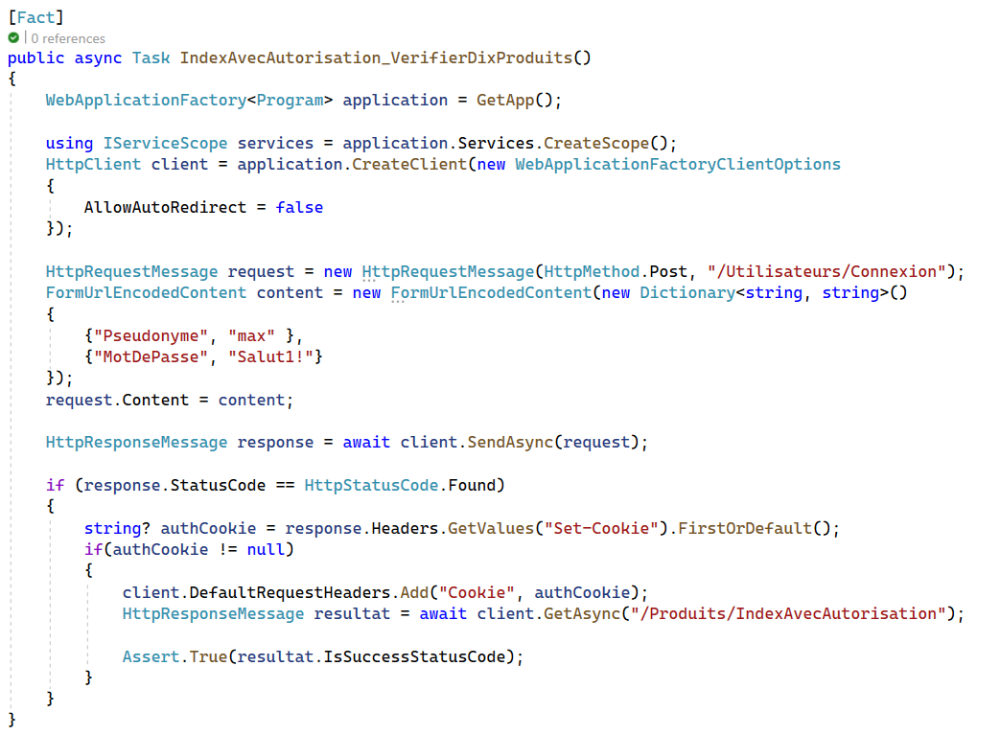 [Fact]
0 references
public async Task IndexAvecAutorisation_VerifierDixProduits()
{
WebApplicationFactory<Program> application = GetApp();
using IServiceScope services = application.Services.CreateScope();
HttpClient client = application.CreateClient(new WebApplicationFactoryClientOptions
{
AllowAutoRedirect = false
});
HttpRequestMessage request = new HttpRequestMessage(HttpMethod.Post, "/Utilisateurs/Connexion");
FormUrlEncodedContent content = new FormUrlEncodedContent(new Dictionary<string, string>()
{
{"Pseudonyme", "max" },
{"MotDePasse", "Salut1!"}
});
request.Content = content;
HttpResponseMessage response = await client.SendAsync(request);
if (response.StatusCode == HttpStatusCode.Found)
{
string? authCookie = response.Headers.GetValues("Set-Cookie").FirstOrDefault();
if(authCookie != null)
{
client.DefaultRequestHeaders.Add("Cookie", authCookie);
HttpResponseMessage resultat = await client.GetAsync("/Produits/IndexAvecAutorisation");
Assert.True(resultat.IsSuccessStatusCode);
}
}
}